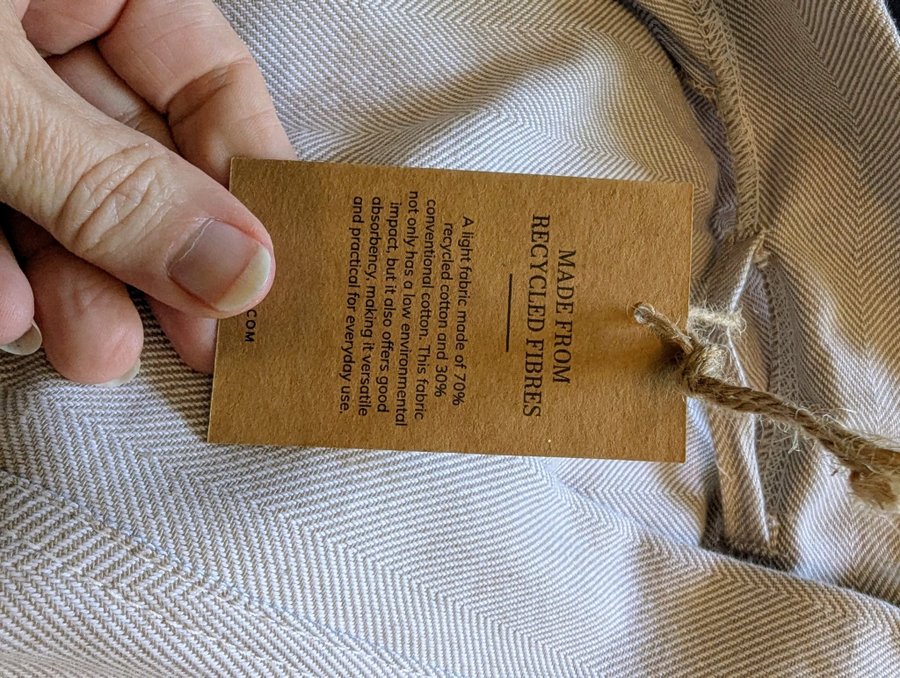 MADE FROM
RECYCLED FIBRES
A light fabric made of 70%
recycled cotton and 30%
conventional cotton. This fabric
not only has a low environmental
impact, but it also offers good
absorbency, making it versatile
and practical for everyday use.
.COM